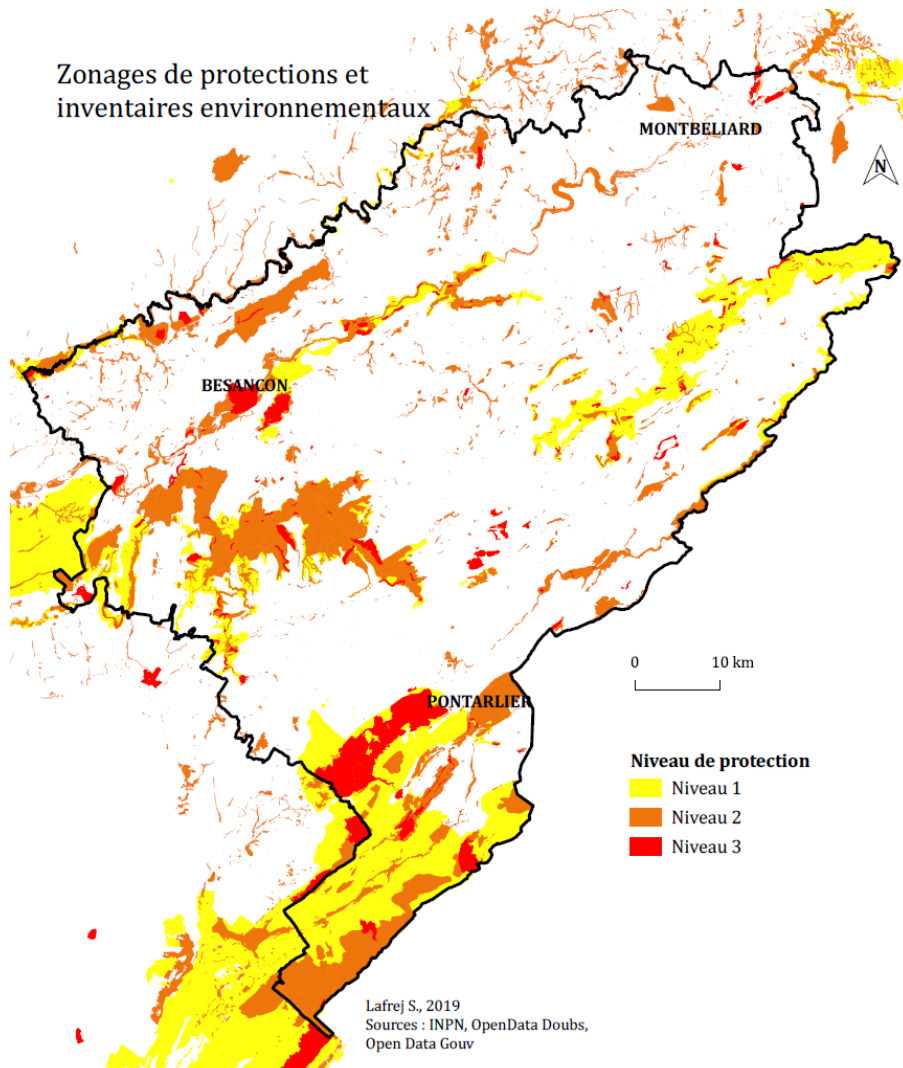 Zonages de protections et
inventaires environnementaux
MONTBELIARD
N
BESANCON
0 10 km
PONTARLIER
Niveau de protection
Niveau 1
Niveau 2
Niveau 3
Lafrej S., 2019
Sources : INPN, OpenData Doubs,
Open Data Gouv